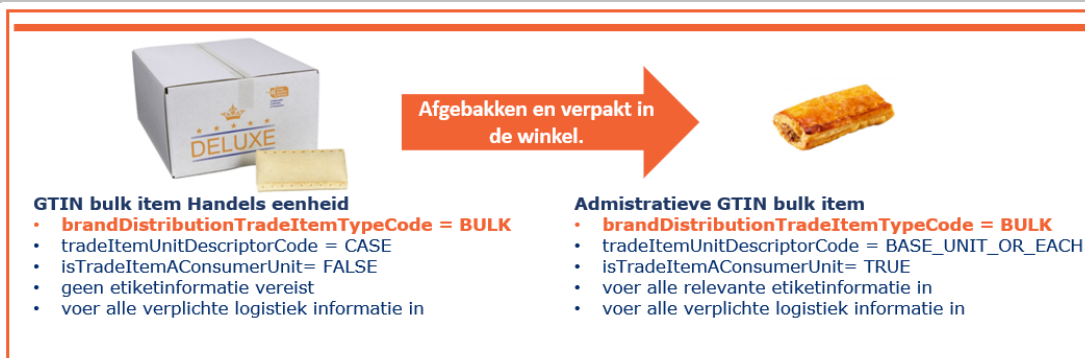 DELUXE
Afgebakken en verpakt in
de winkel.
GTIN bulk item Handels eenheid
• brandDistributionTradeItemTypeCode = BULK
• tradeItemUnitDescriptorCode = CASE
• isTradeItemAConsumerUnit= FALSE
• geen etiketinformatie vereist
• voer alle verplichte logistiek informatie in
Admistratieve GTIN bulk item
• brandDistributionTradeItemTypeCode = BULK
• tradeItemUnitDescriptorCode = BASE_UNIT_OR_EACH
• isTradeItemAConsumerUnit= TRUE
• voer alle relevante etiketinformatie in
• voer alle verplichte logistiek informatie in